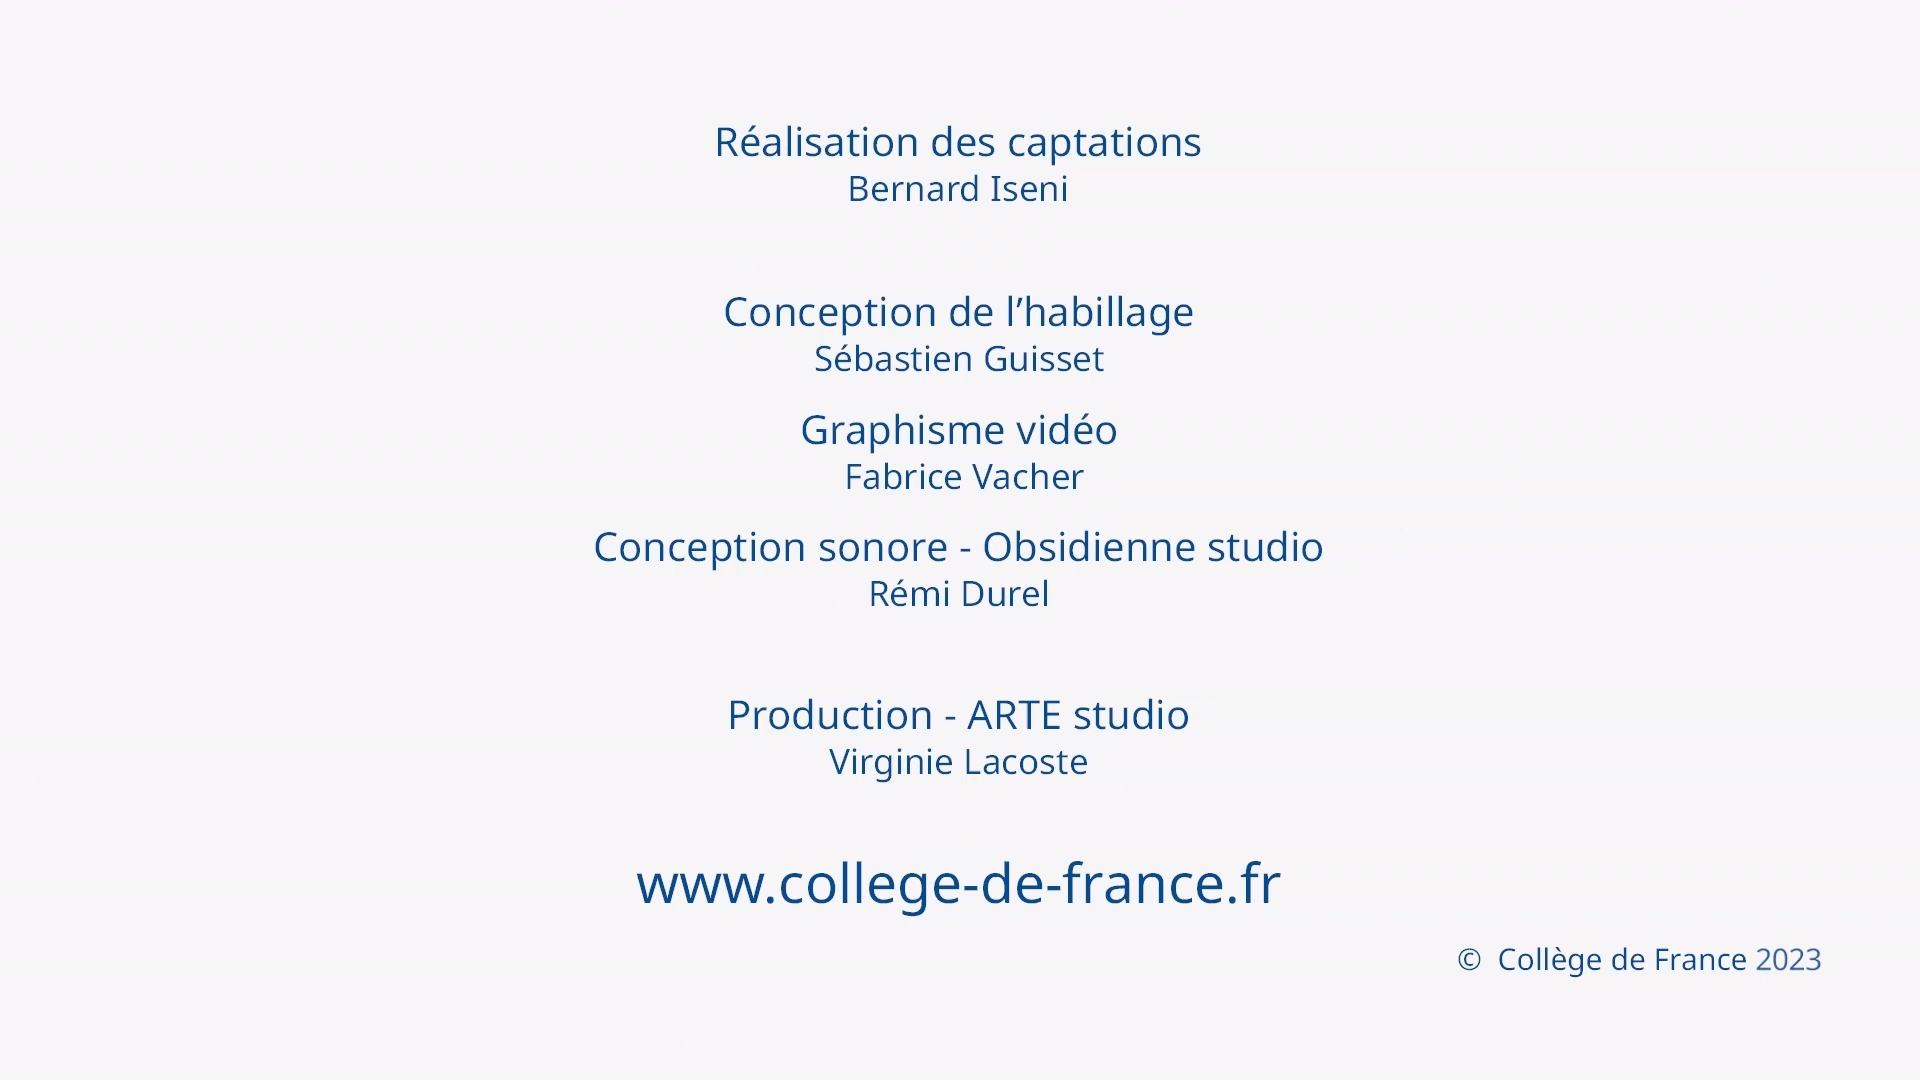 Réalisation des captations
Bernard Iseni
Conception de l’habillage
Sébastien Guisset
Graphisme vidéo
Fabrice Vacher
Conception sonore - Obsidienne studio
Rémi Durel
Production - ARTE studio
Virginie Lacoste
www.college-de-france.fr
© Collège de France 2023